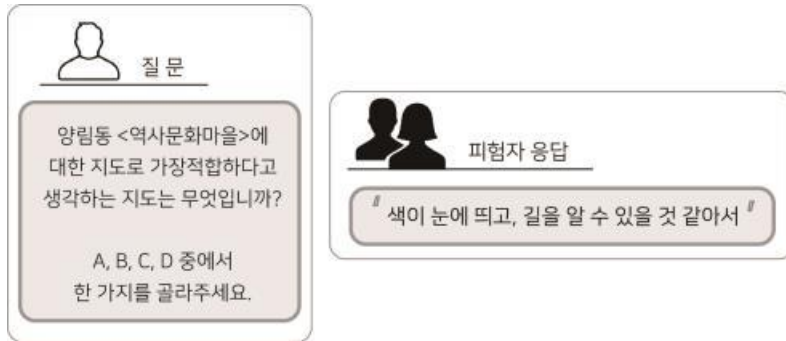 질 문
양림동 <역사문화마을>에
대한 지도로 가장적합하다고
생각하는 지도는 무엇입니까?
A, B, C, D 중에서
한 가지를 골라주세요.
피험자 응답
" 색이 눈에 띄고, 길을 알 수 있을 것 같아서 "